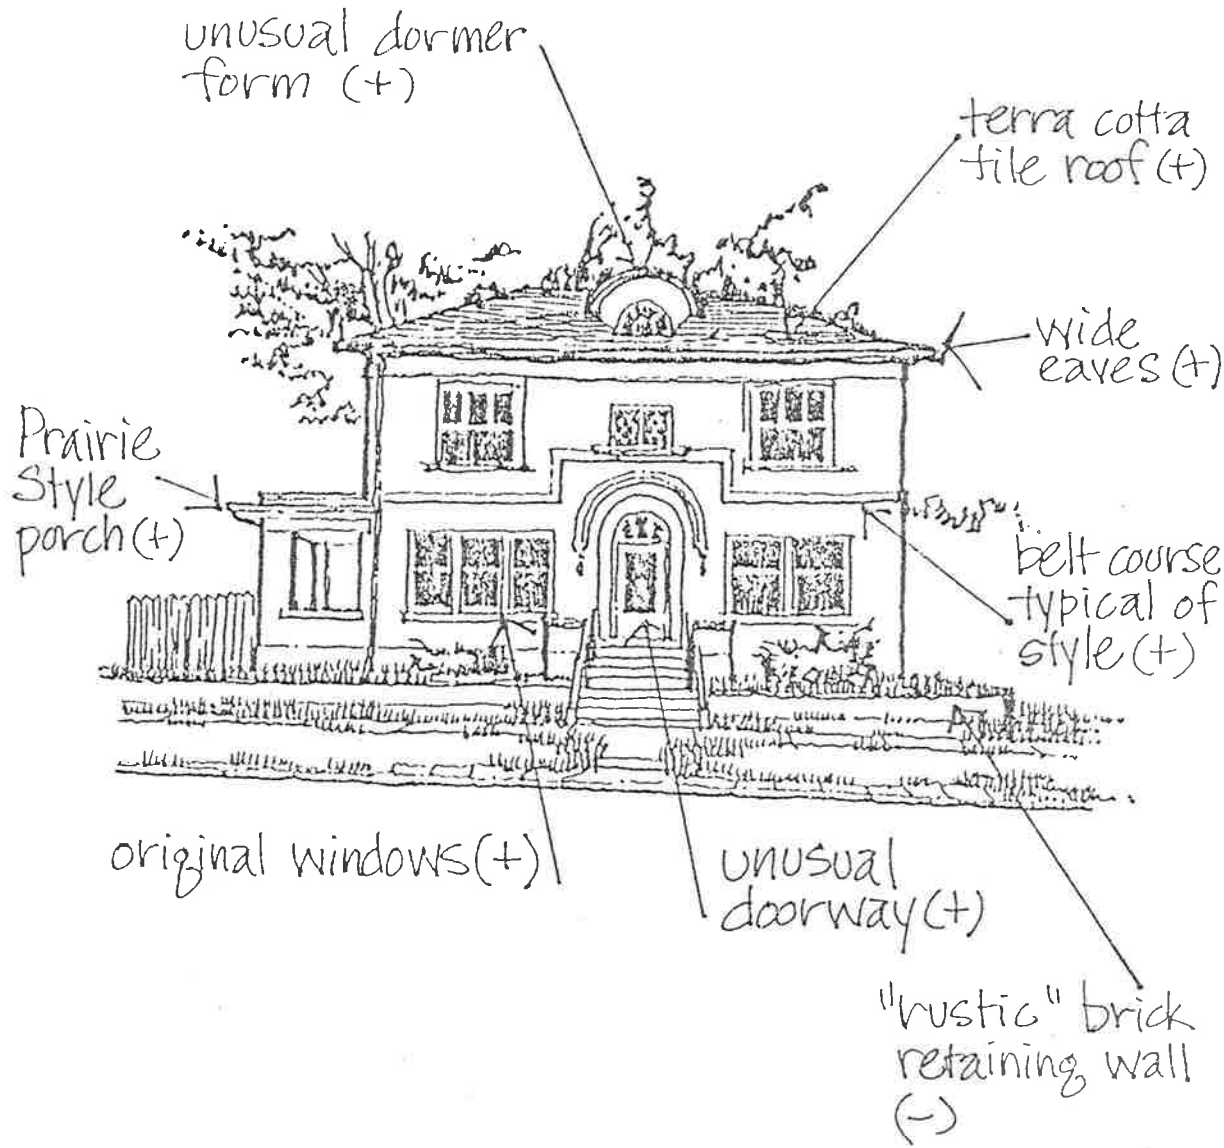 unusual dormer
form (+)
terra cotta
tile roof (+)
wide
eaves (+)
Prairie
Style
porch (+)
belt course
typical of
style (+)
original windows (+)
unusual
doorway (+)
"rustic" brick
retaining wall
(-)